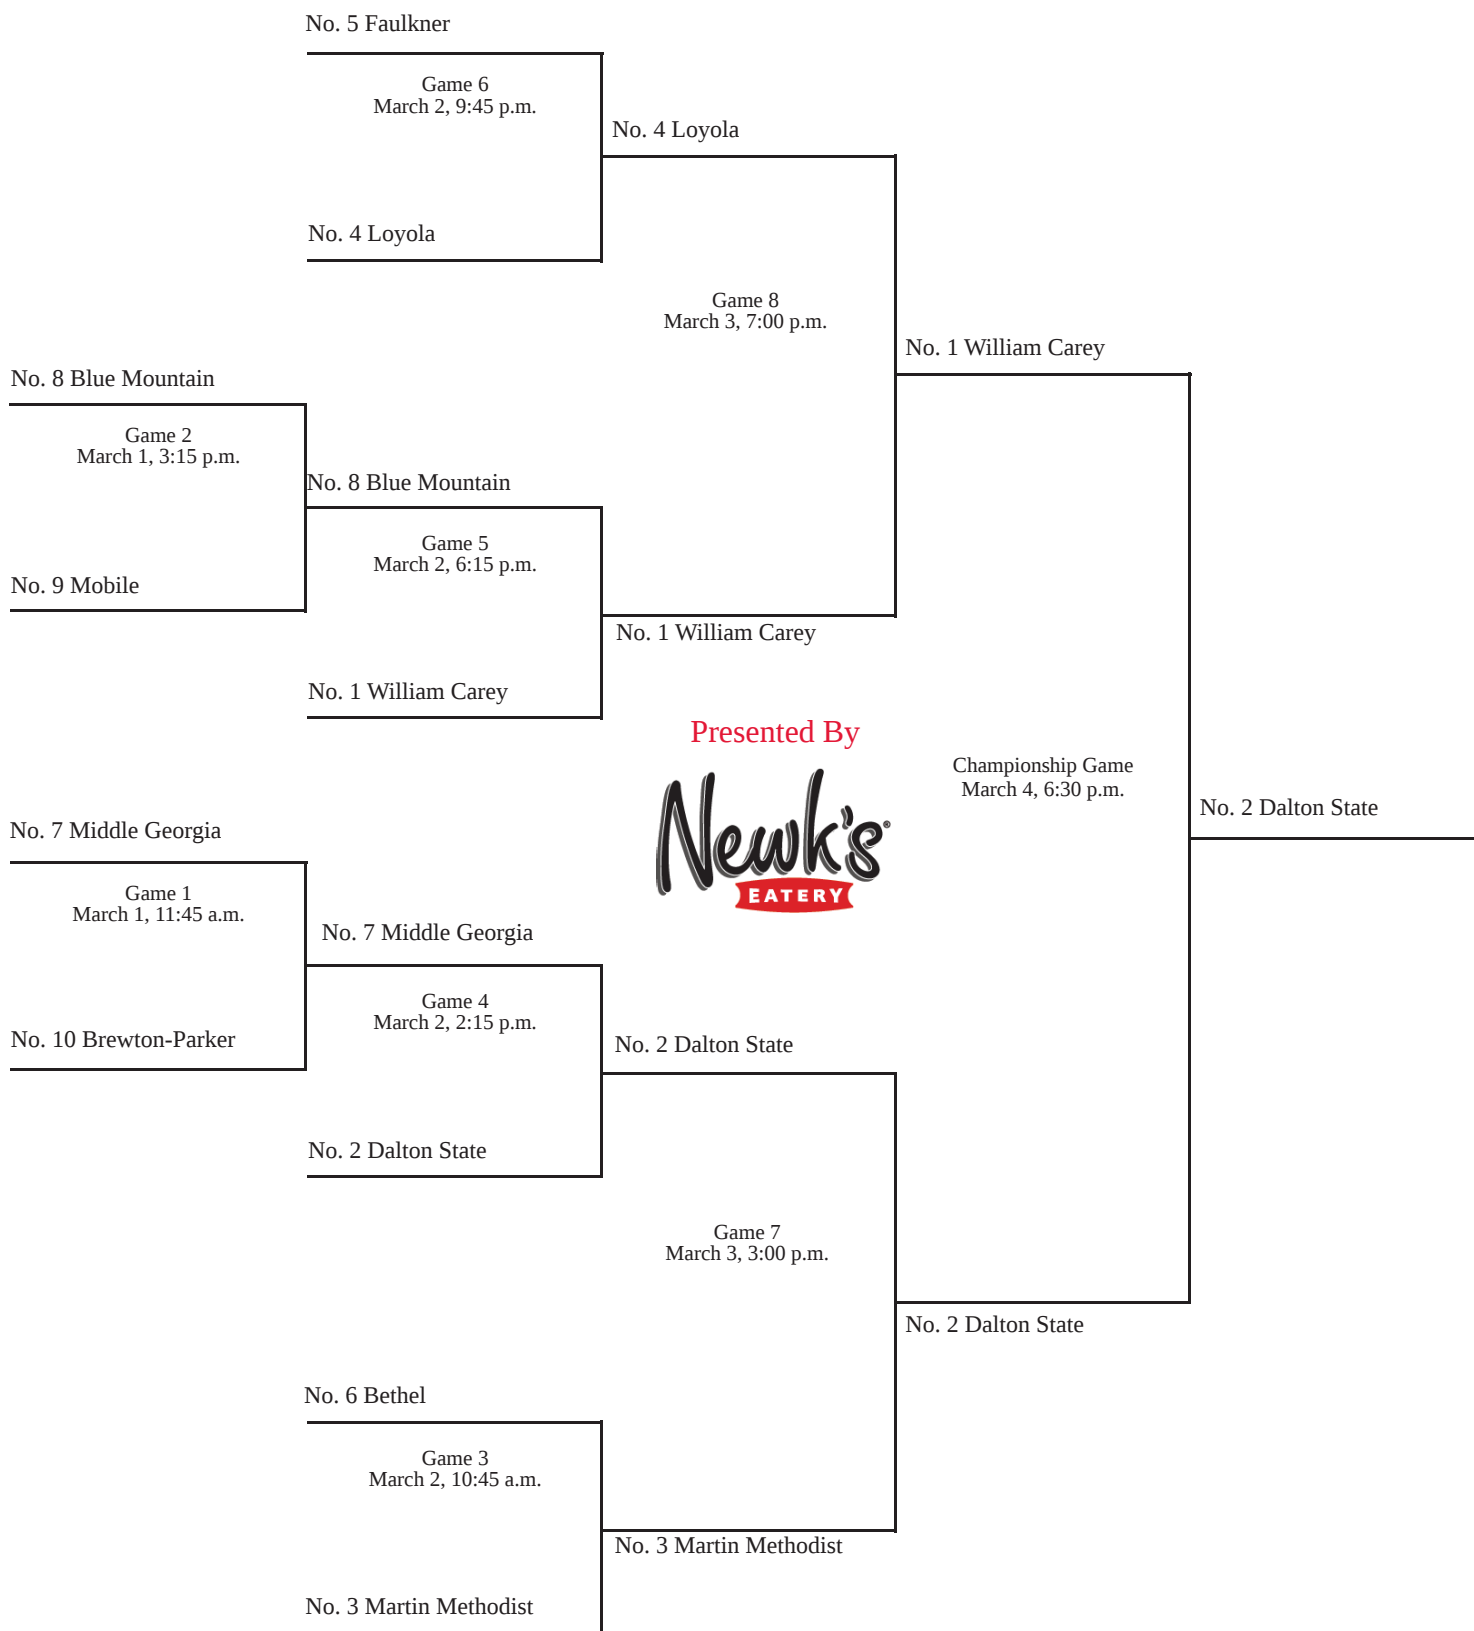 No. 5 Faulkner
Game 6
March 2, 9:45 p.m.
No. 4 Loyola
No. 4 Loyola
Game 8
March 3, 7:00 p.m.
No. 1 William Carey
No. 8 Blue Mountain
Game 2
March 1, 3:15 p.m.
No. 8 Blue Mountain
Game 5
March 2, 6:15 p.m.
No. 9 Mobile
No. 1 William Carey
No. 1 William Carey
Presented By
Newk's®
EATERY
Championship Game
March 4, 6:30 p.m.
No. 2 Dalton State
No. 7 Middle Georgia
Game 1
March 1, 11:45 a.m.
No. 7 Middle Georgia
Game 4
March 2, 2:15 p.m.
No. 10 Brewton-Parker
No. 2 Dalton State
No. 2 Dalton State
Game 7
March 3, 3:00 p.m.
No. 2 Dalton State
No. 6 Bethel
Game 3
March 2, 10:45 a.m.
No. 3 Martin Methodist
No. 3 Martin Methodist